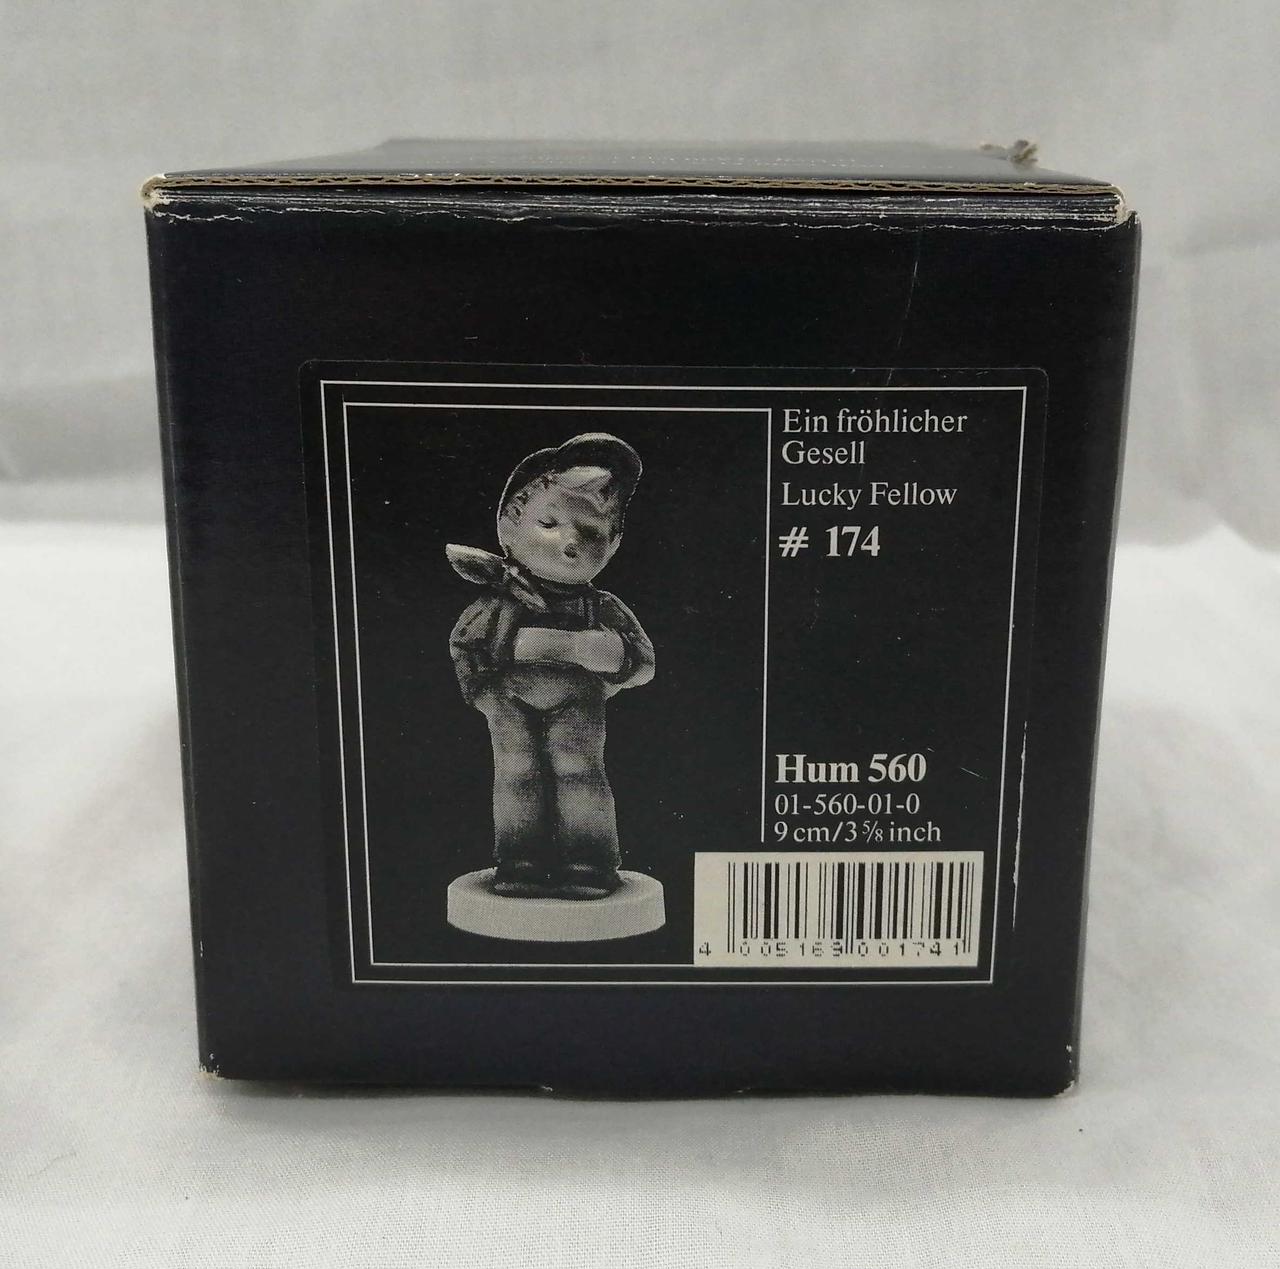 Ein fröhlicher
Gesell
Lucky Fellow
# 174
Hum 560
01-560-01-0
9 cm/3 5/8 inch
4 005169 001741